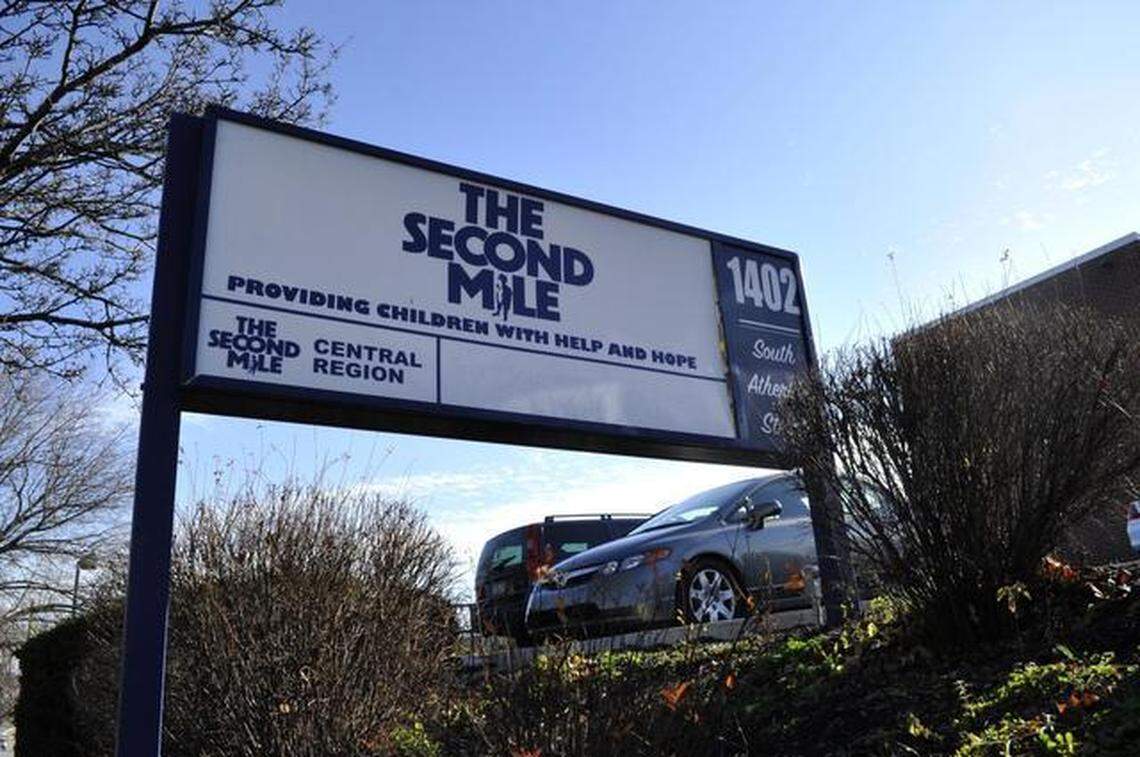 THE
SECOND
MILE
PROVIDING CHILDREN WITH HELP AND HOPE
THE
SECOND
MILE
CENTRAL
REGION
1402
South